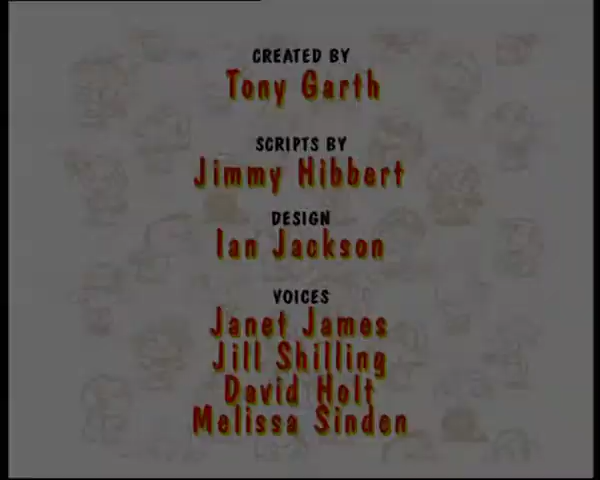 CREATED BY
Tony Garth
SCRIPTS BY
Jimmy Hibbert
DESIGN
Ian Jackson
VOICES
Janet James
Jill Shilling
David Holt
Melissa Sinden